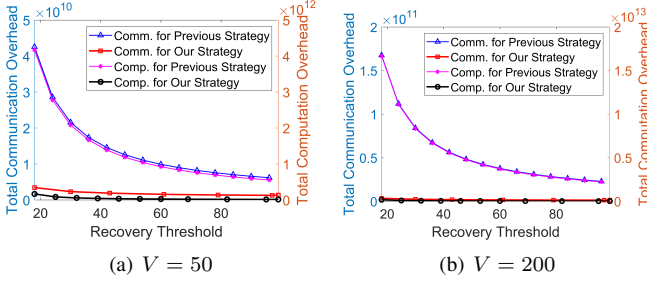 5 ×10^10
×10^12 5
Total Communication Overhead
4
3
2
1
0
Comm. for Previous Strategy
Comm. for Our Strategy
Comp. for Previous Strategy
Comp. for Our Strategy
4
3
2
1
0
Total Computation Overhead
20 40 60 80
Recovery Threshold
(a) V = 50
2 ×10^11
×10^13 2
Total Communication Overhead
1.5
1
0.5
0
Comm. for Previous Strategy
Comm. for Our Strategy
Comp. for Previous Strategy
Comp. for Our Strategy
1.5
1
0.5
0
Total Computation Overhead
20 40 60 80
Recovery Threshold
(b) V = 200